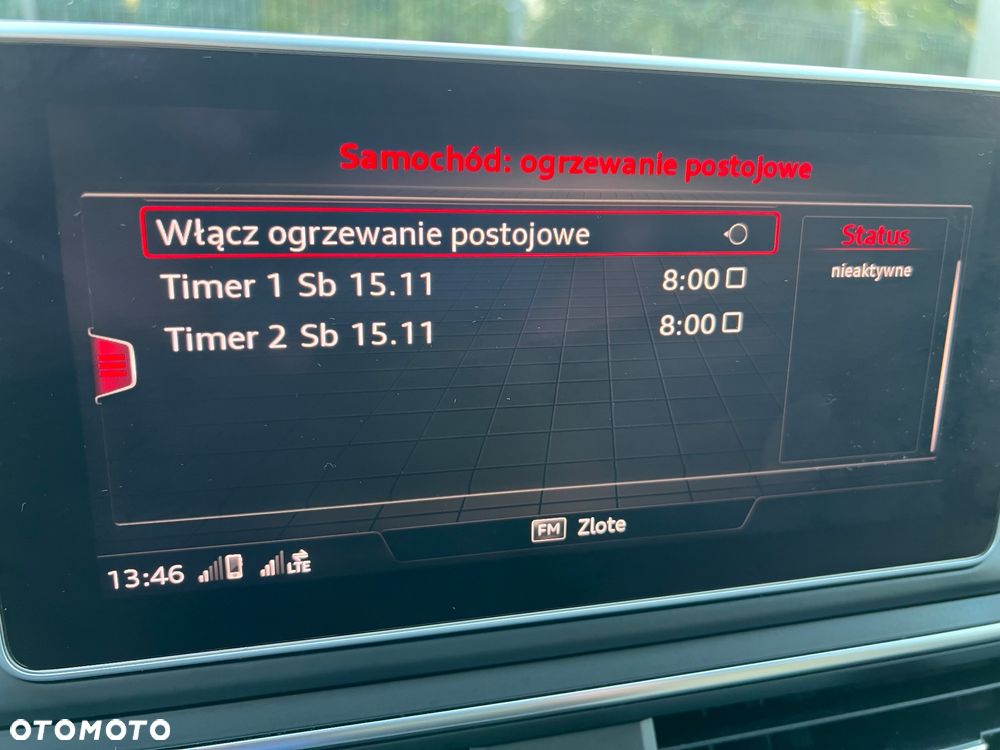 Samochód: ogrzewanie postojowe
Włącz ogrzewanie postojowe
Status
nieaktywne
Timer 1 Sb 15.11 8:00
Timer 2 Sb 15.11 8:00
FM Zlote
13:46 LTE
OTOMOTO